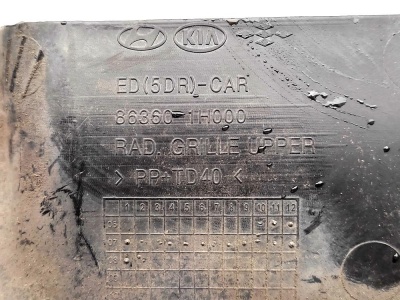 KIA
ED(5DR)-CAR
86360-1H000
RAD. GRILLE UPPER
> PP+TD40 <
1 2 3 4 5 6 7 8 9 10 11 12
07